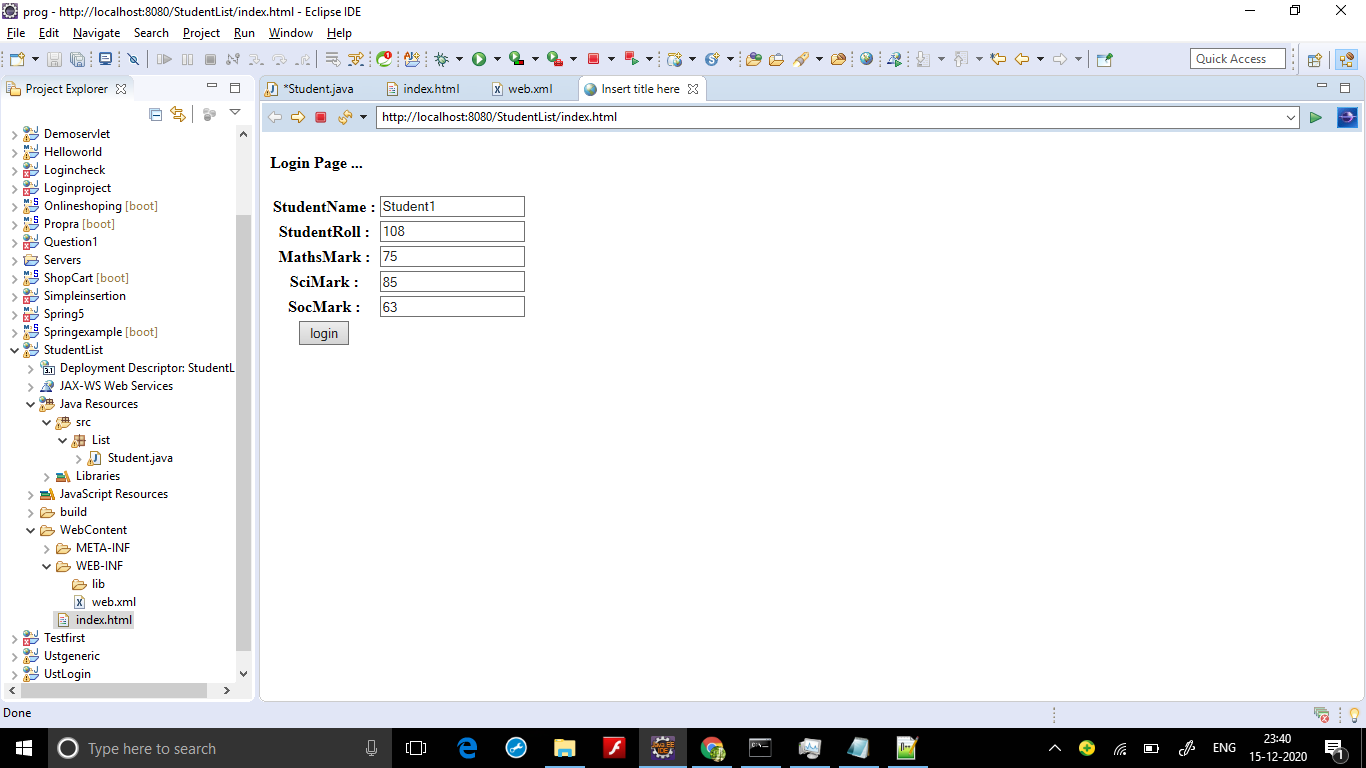 prog - http://localhost:8080/StudentList/index.html - Eclipse IDE
File Edit Navigate Search Project Run Window Help
Quick Access
Project Explorer
*Student.java index.html web.xml Insert title here
http://localhost:8080/StudentList/index.html
Demoservlet
Helloworld
Logincheck
Loginproject
Onlineshoping [boot]
Propra [boot]
Question1
Servers
ShopCart [boot]
Simpleinsertion
Spring5
Springexample [boot]
StudentList
Deployment Descriptor: StudentL
JAX-WS Web Services
Java Resources
src
List
Student.java
Libraries
JavaScript Resources
build
WebContent
META-INF
WEB-INF
lib
web.xml
index.html
Testfirst
Ustgeneric
UstLogin
Login Page ...
StudentName : Student1
StudentRoll : 108
MathsMark : 75
SciMark : 85
SocMark : 63
login
Done
Type here to search
ENG
23:40
15-12-2020
1